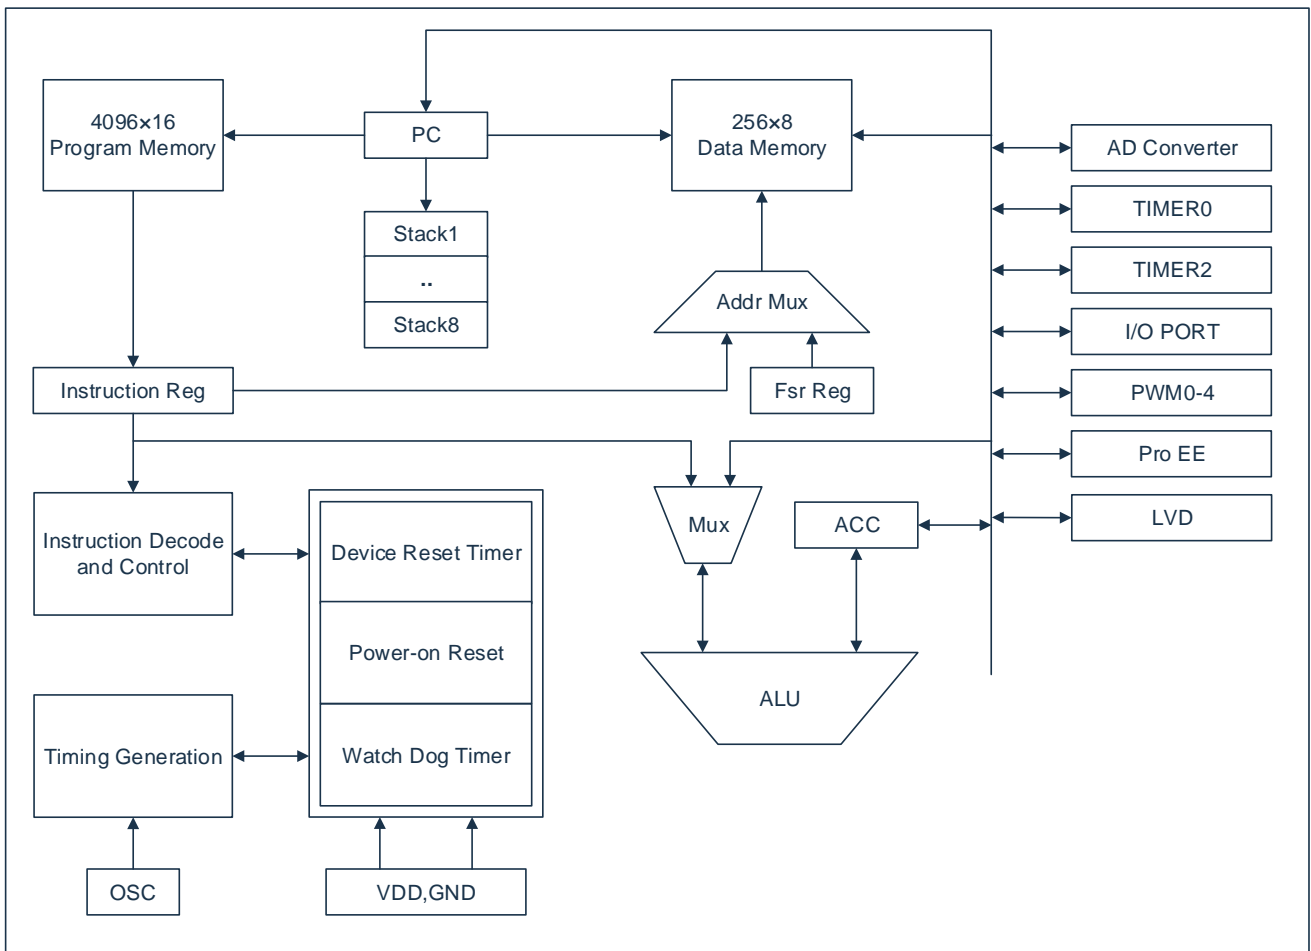 4096×16
Program Memory
PC
256×8
Data Memory
AD Converter
TIMER0
TIMER2
I/O PORT
PWM0-4
Pro EE
LVD
Stack1
..
Stack8
Addr Mux
Instruction Reg
Fsr Reg
Mux
ACC
Instruction Decode
and Control
Device Reset Timer
Power-on Reset
ALU
Timing Generation
Watch Dog Timer
OSC
VDD,GND